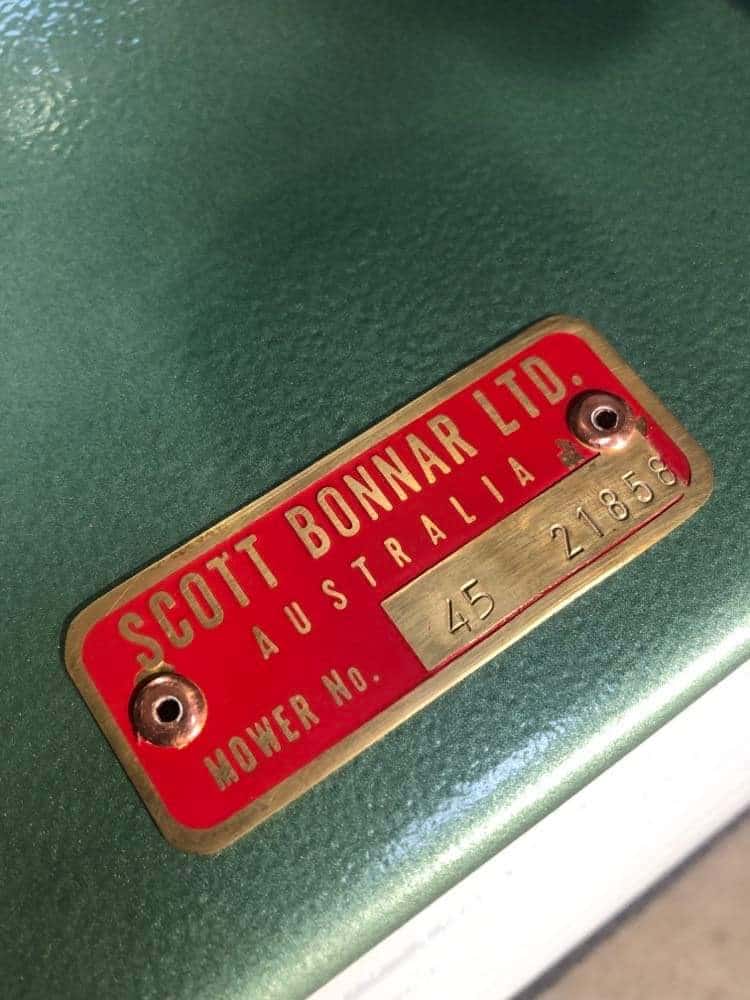 SCOTT BONNAR LTD.
AUSTRALIA
MOWER No. 45 21858